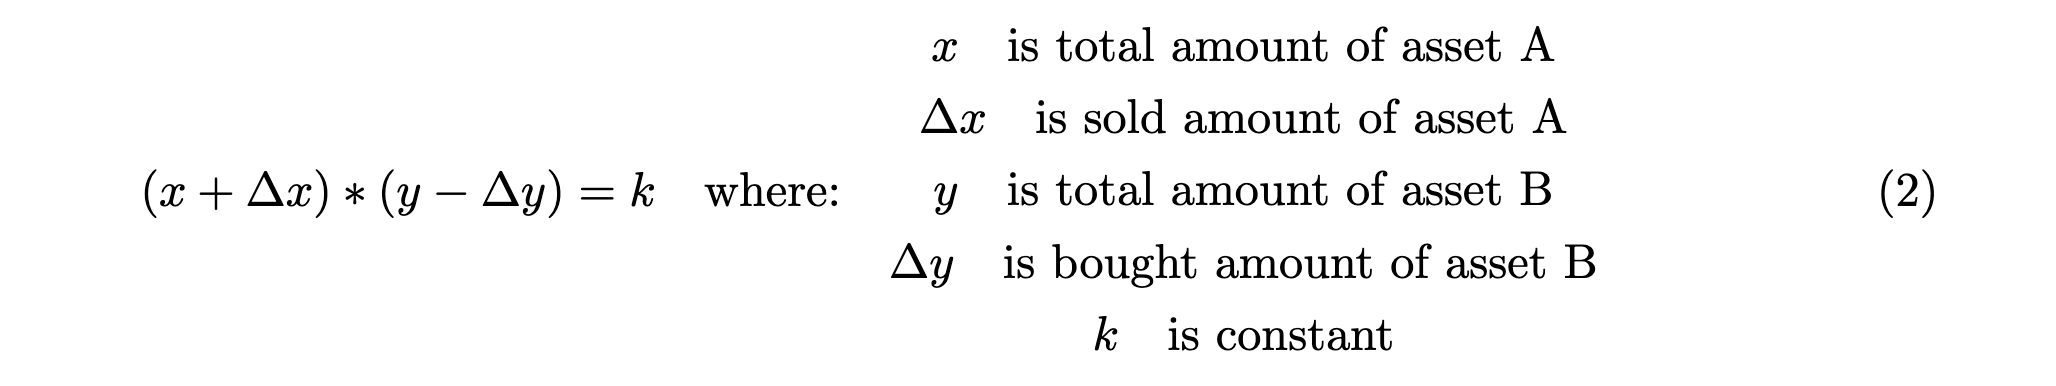 x is total amount of asset A
Δx is sold amount of asset A
(x + Δx) ∗ (y − Δy) = k where: y is total amount of asset B (2)
Δy is bought amount of asset B
k is constant